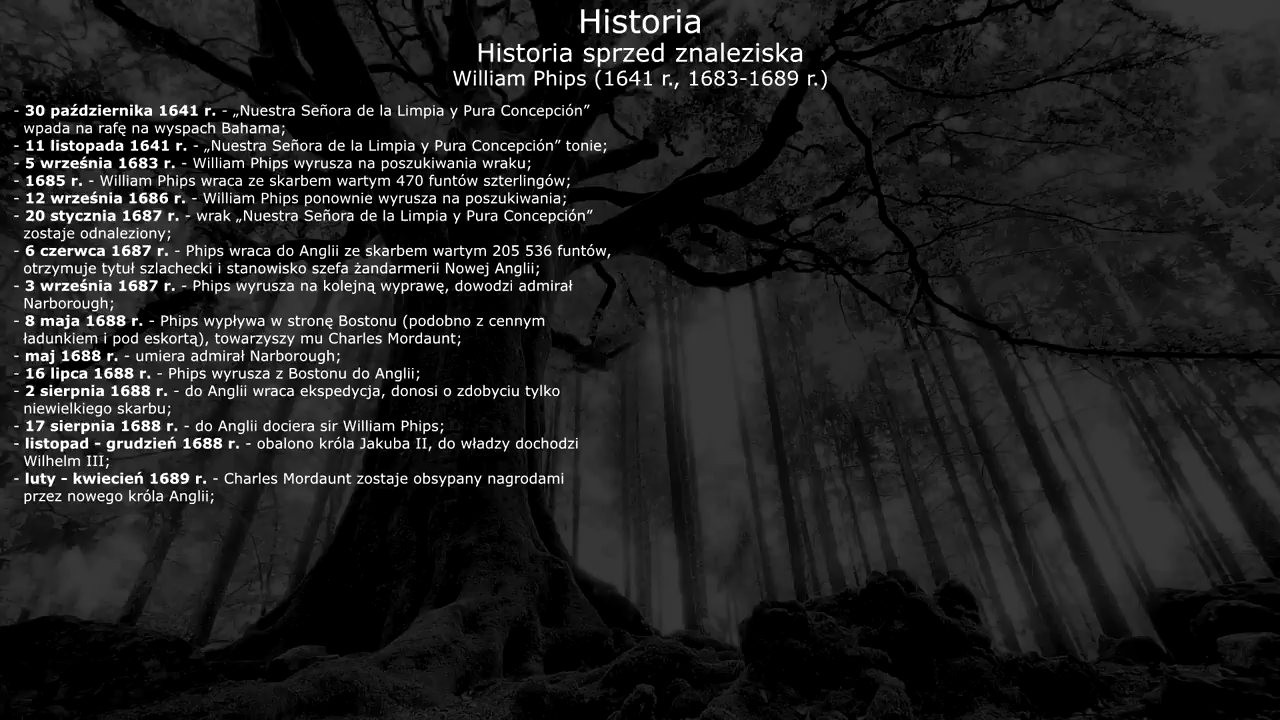 Historia
Historia sprzed znaleziska
William Phips (1641 r., 1683-1689 r.)
- 30 października 1641 r. - „Nuestra Señora de la Limpia y Pura Concepción”
wpada na rafę na wyspach Bahama;
- 11 listopada 1641 r. - „Nuestra Señora de la Limpia y Pura Concepción” tonie;
- 5 września 1683 r. - William Phips wyrusza na poszukiwania wraku;
- 1685 r. - William Phips wraca ze skarbem wartym 470 funtów szterlingów;
- 12 września 1686 r. - William Phips ponownie wyrusza na poszukiwania;
- 20 stycznia 1687 r. - wrak „Nuestra Señora de la Limpia y Pura Concepción”
zostaje odnaleziony;
- 6 czerwca 1687 r. - Phips wraca do Anglii ze skarbem wartym 205 536 funtów,
otrzymuje tytuł szlachecki i stanowisko szefa żandarmerii Nowej Anglii;
- 3 września 1687 r. - Phips wyrusza na kolejną wyprawę, dowodzi admirał
Narborough;
- 8 maja 1688 r. - Phips wypływa w stronę Bostonu (podobno z cennym
ładunkiem i pod eskortą), towarzyszy mu Charles Mordaunt;
- maj 1688 r. - umiera admirał Narborough;
- 16 lipca 1688 r. - Phips wyrusza z Bostonu do Anglii;
- 2 sierpnia 1688 r. - do Anglii wraca ekspedycja, donosi o zdobyciu tylko
niewielkiego skarbu;
- 17 sierpnia 1688 r. - do Anglii dociera sir William Phips;
- listopad - grudzień 1688 r. - obalono króla Jakuba II, do władzy dochodzi
Wilhelm III;
- luty - kwiecień 1689 r. - Charles Mordaunt zostaje obsypany nagrodami
przez nowego króla Anglii;